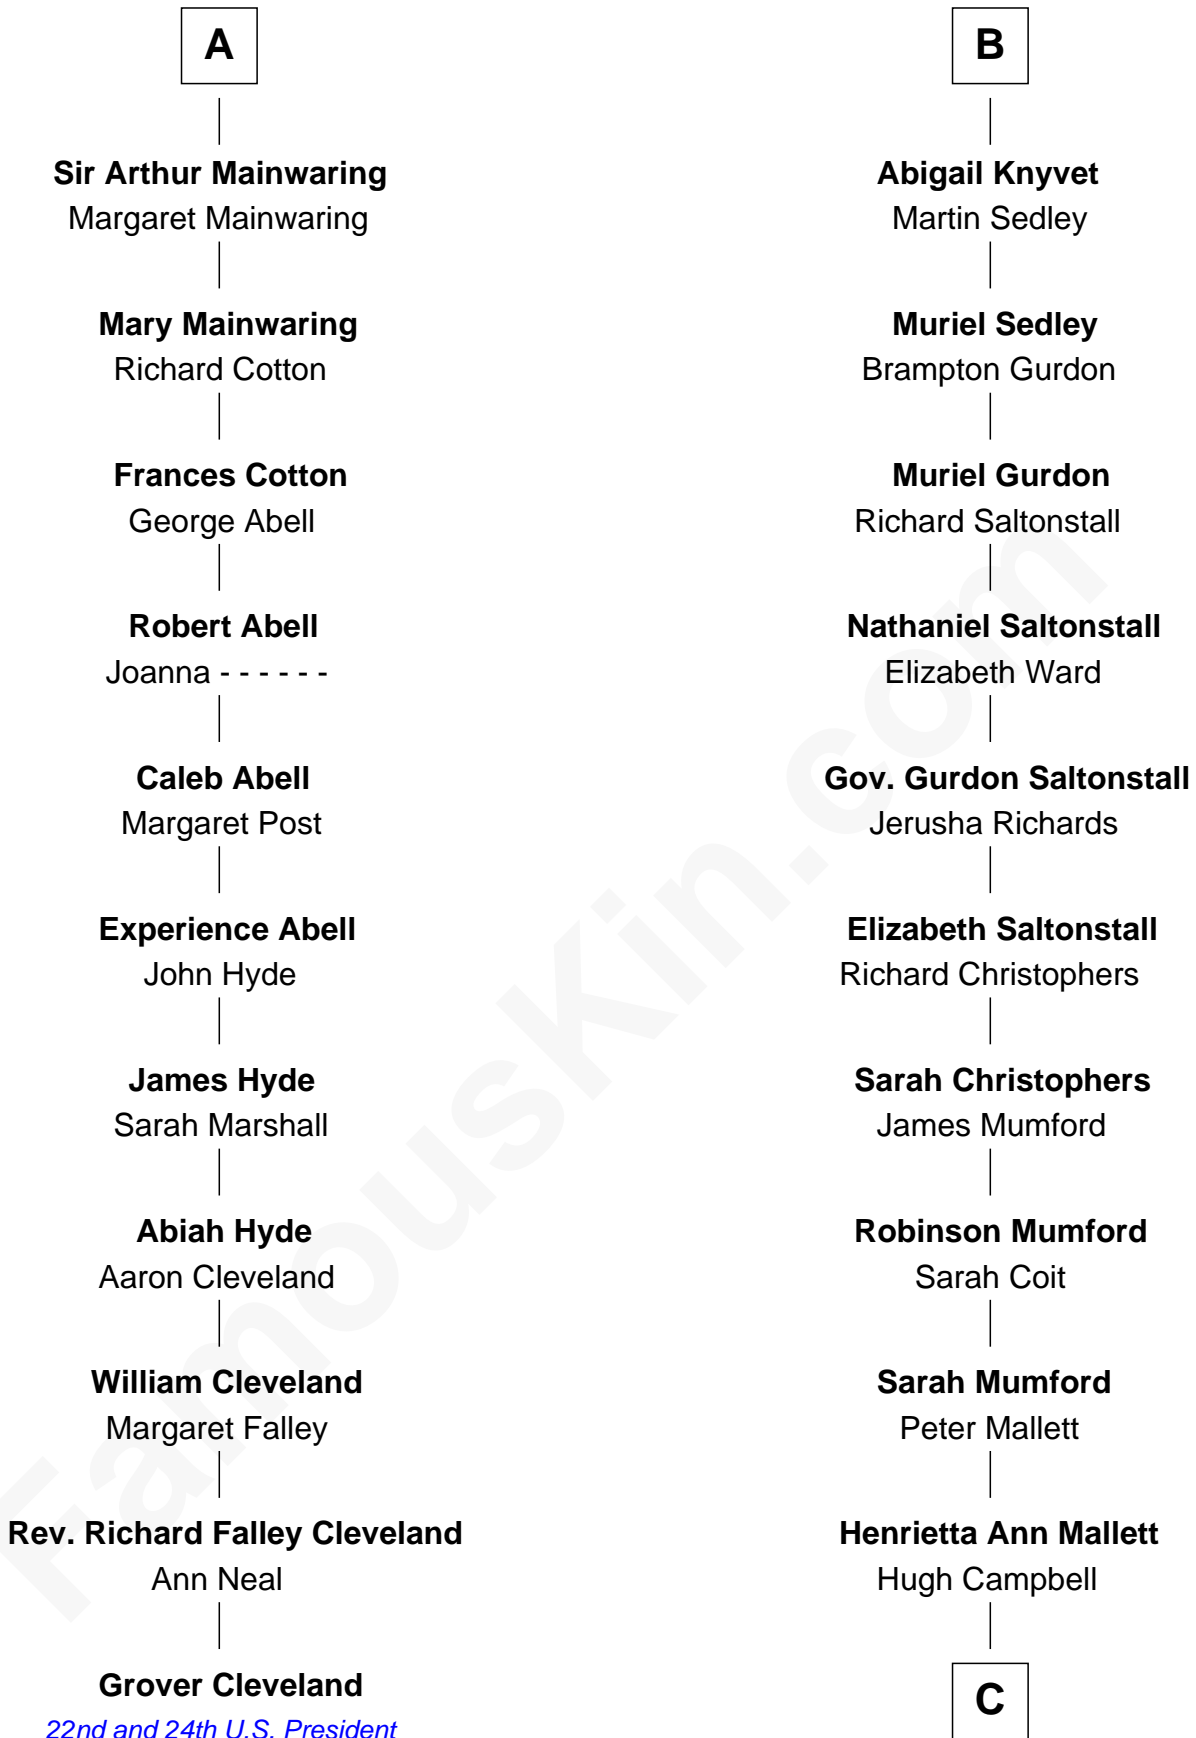 A
Sir Arthur Mainwaring
Margaret Mainwaring
Mary Mainwaring
Richard Cotton
Frances Cotton
George Abell
Robert Abell
Joanna - - - - - -
Caleb Abell
Margaret Post
Experience Abell
John Hyde
James Hyde
Sarah Marshall
Abiah Hyde
Aaron Cleveland
William Cleveland
Margaret Falley
Rev. Richard Falley Cleveland
Ann Neal
Grover Cleveland
22nd and 24th U.S. President
B
Abigail Knyvet
Martin Sedley
Muriel Sedley
Brampton Gurdon
Muriel Gurdon
Richard Saltonstall
Nathaniel Saltonstall
Elizabeth Ward
Gov. Gurdon Saltonstall
Jerusha Richards
Elizabeth Saltonstall
Richard Christophers
Sarah Christophers
James Mumford
Robinson Mumford
Sarah Coit
Sarah Mumford
Peter Mallett
Henrietta Ann Mallett
Hugh Campbell
C
FamousKin.com